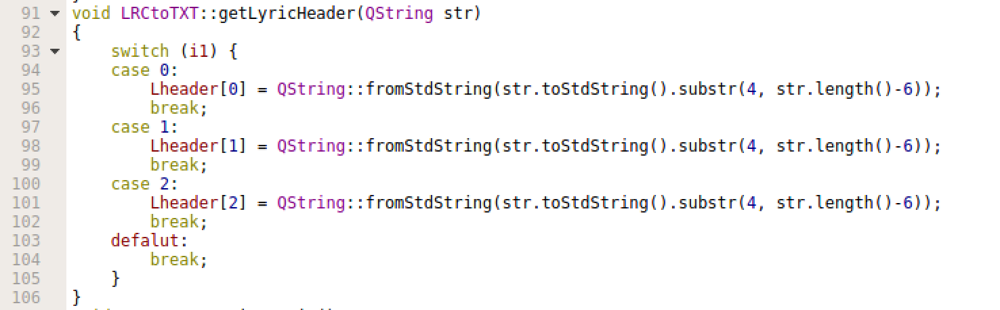 91 void LRCtoTXT::getLyricHeader(QString str)
92 {
93     switch (i1) {
94     case 0:
95         Lheader[0] = QString::fromStdString(str.toStdString().substr(4, str.length()-6));
96         break;
97     case 1:
98         Lheader[1] = QString::fromStdString(str.toStdString().substr(4, str.length()-6));
99         break;
100     case 2:
101         Lheader[2] = QString::fromStdString(str.toStdString().substr(4, str.length()-6));
102         break;
103     defalut:
104         break;
105     }
106 }